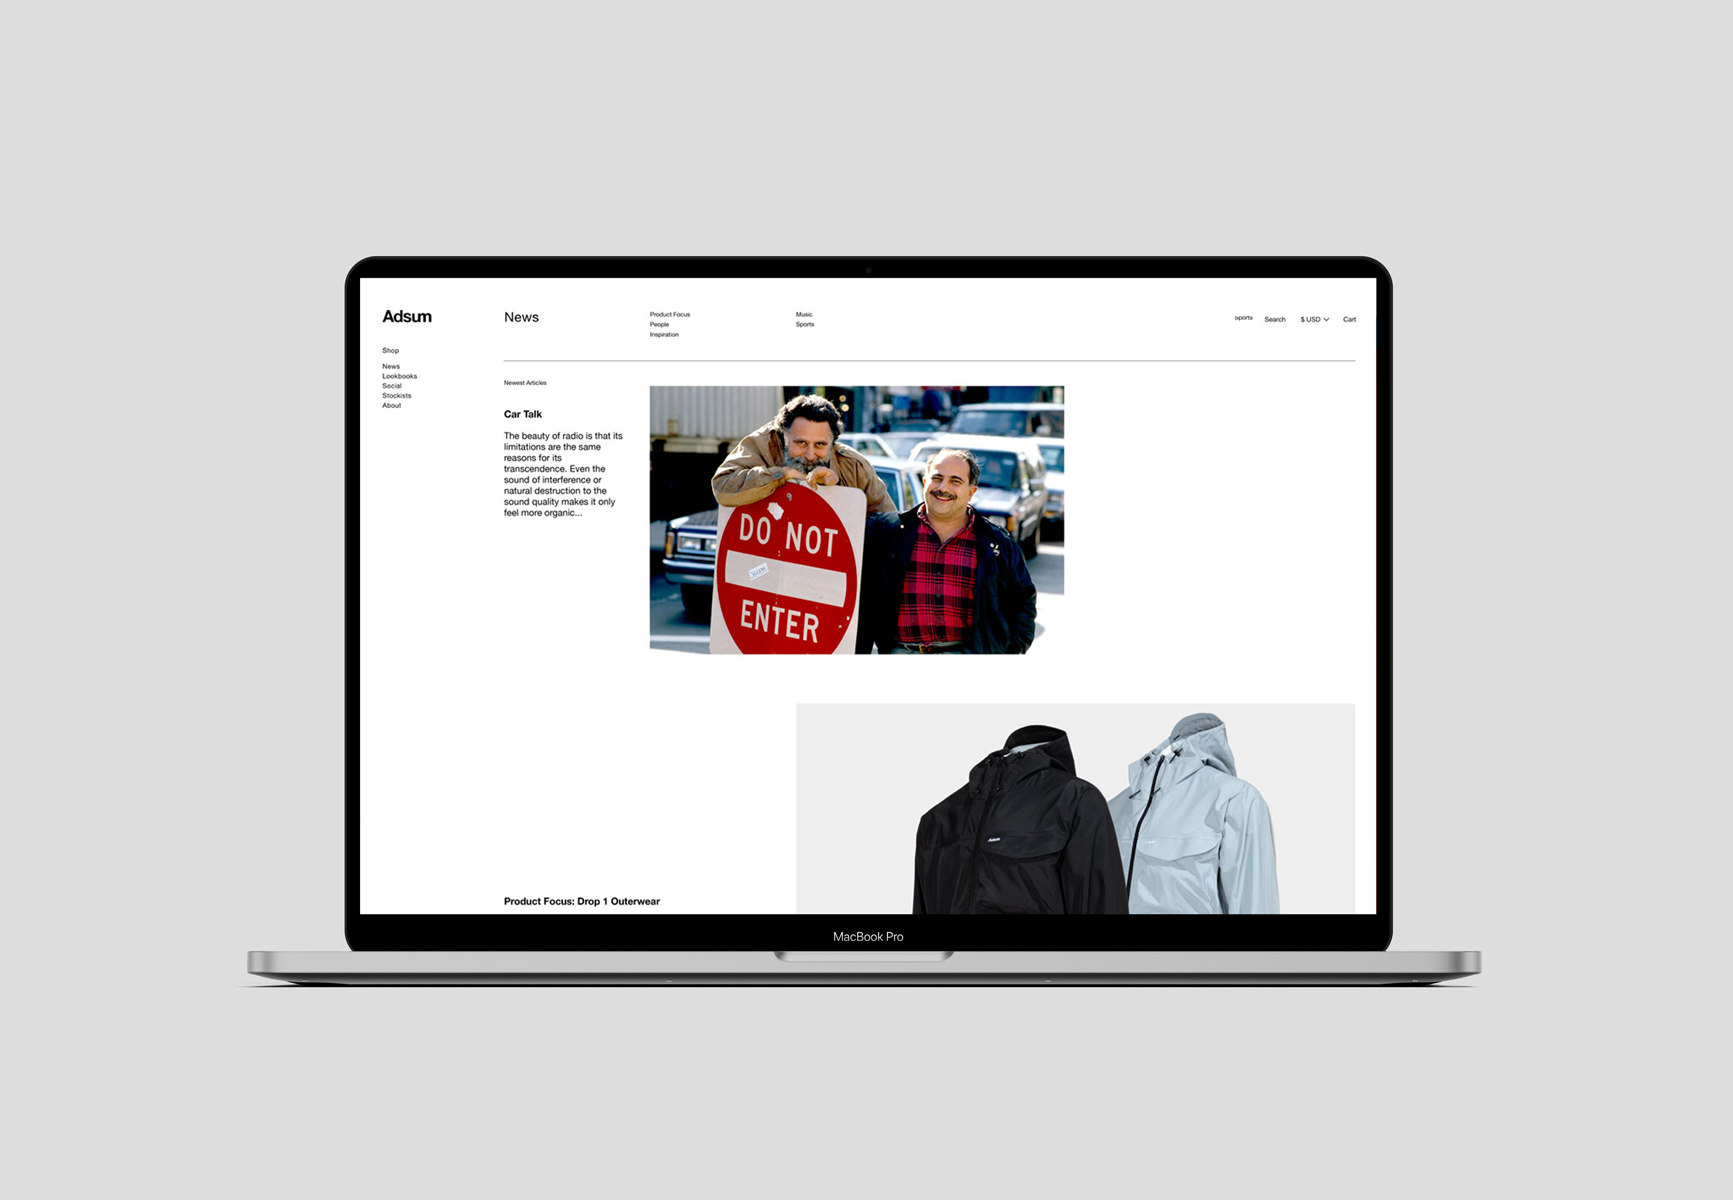 Adsum
Shop
News
Lookbooks
Social
Stockists
About
News
Product Focus
People
Inspiration
Music
Sports
Sports
Search
$ USD
Cart
Newest Articles
Car Talk
The beauty of radio is that its
limitations are the same
reasons for its
transcendence. Even the
sound of interference or
natural destruction to the
sound quality makes it only
feel more organic...
DO NOT
ENTER
Adsum
Product Focus: Drop 1 Outerwear
MacBook Pro